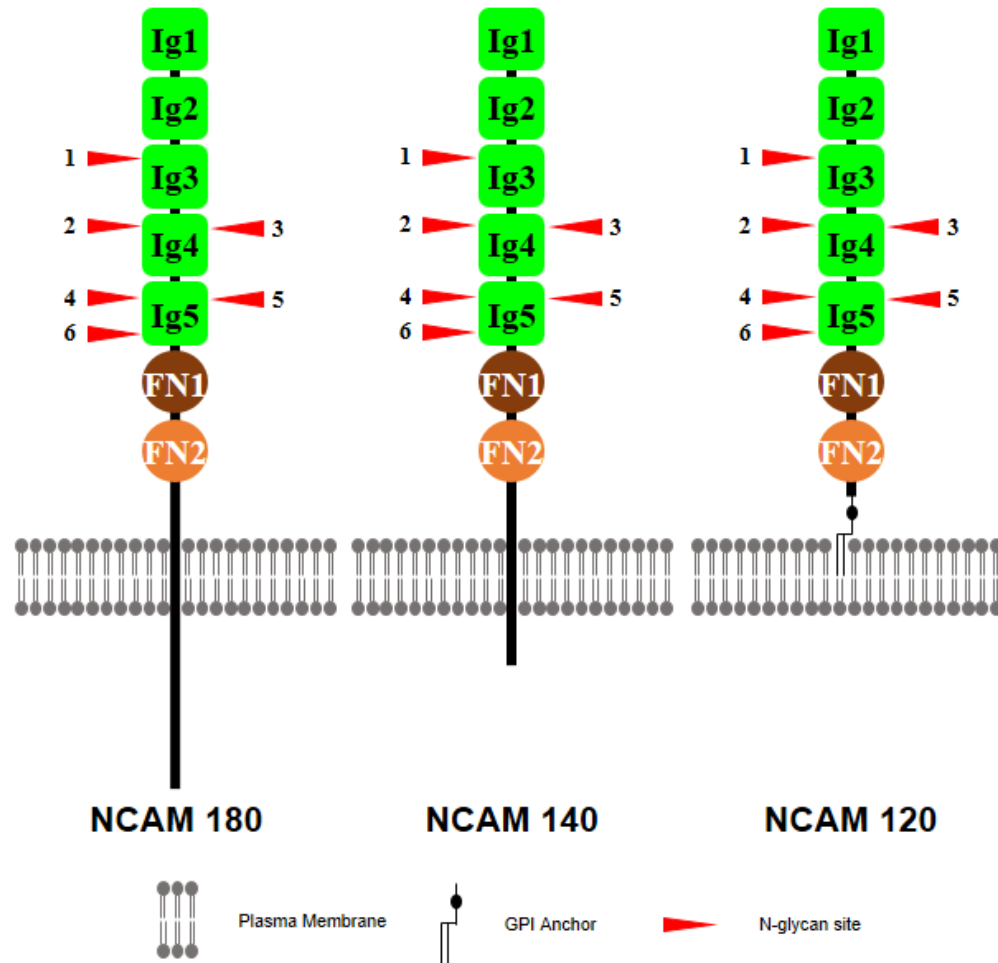 Ig1 Ig1 Ig1
Ig2 Ig2 Ig2
1 Ig3 1 Ig3 1 Ig3
2 Ig4 3 2 Ig4 3 2 Ig4 3
4 Ig5 5 4 Ig5 5 4 Ig5 5
6 6 6
FN1 FN1 FN1
FN2 FN2 FN2
NCAM 180 NCAM 140 NCAM 120
Plasma Membrane GPI Anchor N-glycan site